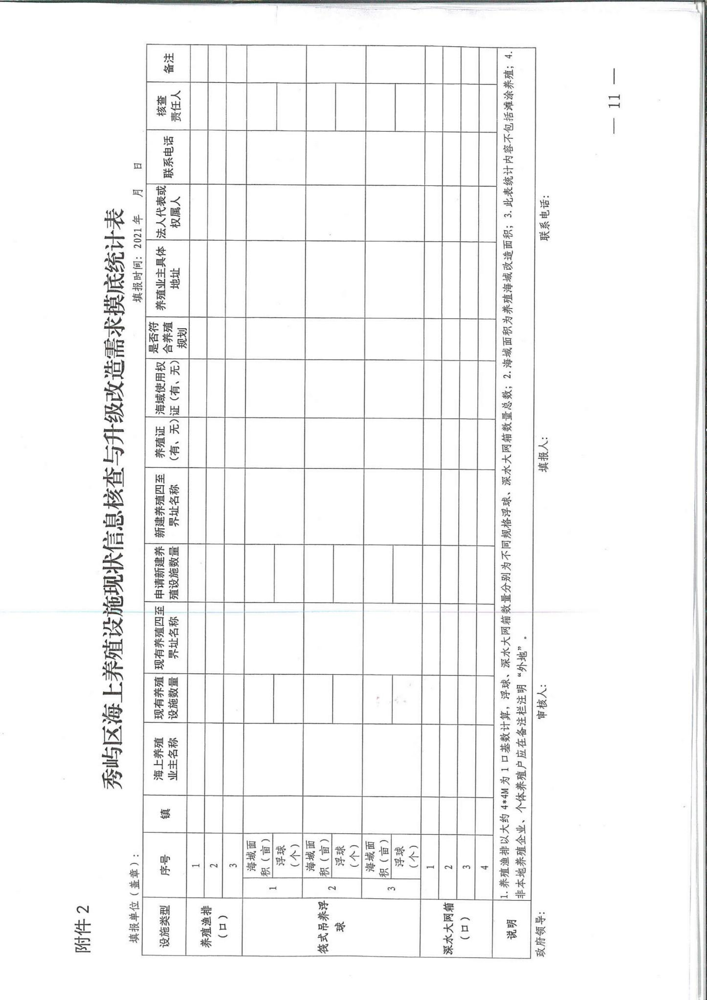 附件 2
秀屿区海上养殖设施现状信息核查与升级改造需求摸底统计表
填报单位（盖章）： 填报时间：2021 年 月 日
设施类型 序号 镇 海上养殖业主名称 现有养殖设施数量 现有养殖四至界址名称 申请新建养殖设施数量 新建养殖四至界址名称 养殖证（有、无） 海域使用权证（有、无） 是否符合养殖规划 养殖业主具体地址 法人代表或权属人 联系电话 核查责任人 备注
养殖渔排（口）
1
2
3
筏式吊养浮球
1 海域面积（亩）
浮球（个）
2 海域面积（亩）
浮球（个）
3 海域面积（亩）
浮球（个）
深水大网箱（口）
1
2
3
4
说明
1.养殖渔排以大约 4*4M 为 1 口基数计算，浮球、深水大网箱数量分别为不同规格浮球、深水大网箱数量总数；2.海域面积为养殖海域改造面积；3.此表统计内容不包括滩涂养殖；4.
非本地养殖企业、个体养殖户应在备注栏注明“外地”。
政府领导： 审核人： 填报人： 联系电话：
— 11 —